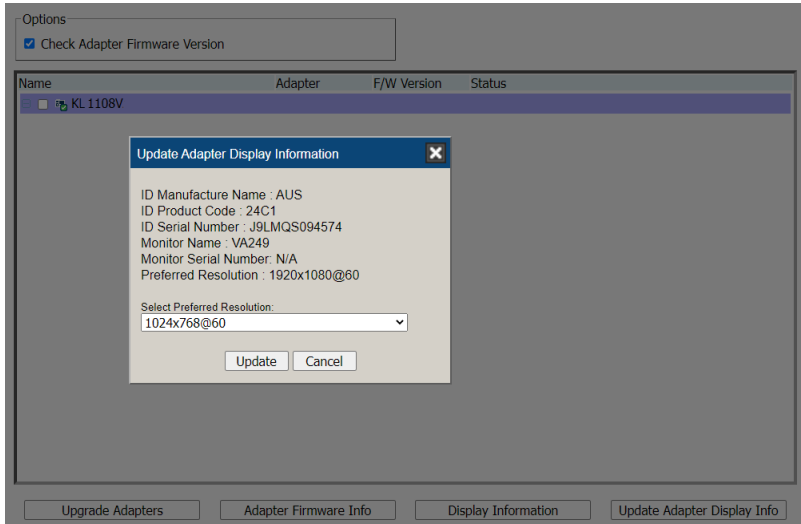 Options
Check Adapter Firmware Version
Name Adapter F/W Version Status
KL 1108V
Update Adapter Display Information
ID Manufacture Name : AUS
ID Product Code : 24C1
ID Serial Number : J9LMQS094574
Monitor Name : VA249
Monitor Serial Number: N/A
Preferred Resolution : 1920x1080@60
Select Preferred Resolution:
1024x768@60
Update Cancel
Upgrade Adapters Adapter Firmware Info Display Information Update Adapter Display Info